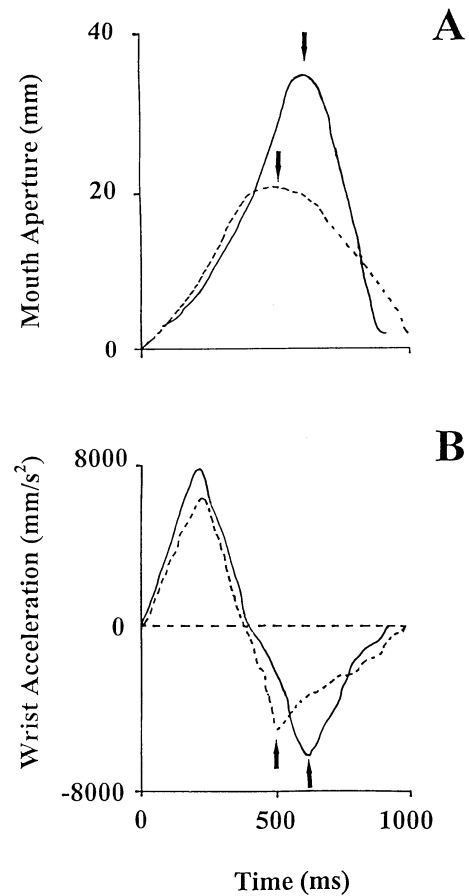 A
40
20
0
Mouth Aperture (mm)
B
8000
0
-8000
Wrist Acceleration (mm/s²)
0 500 1000
Time (ms)